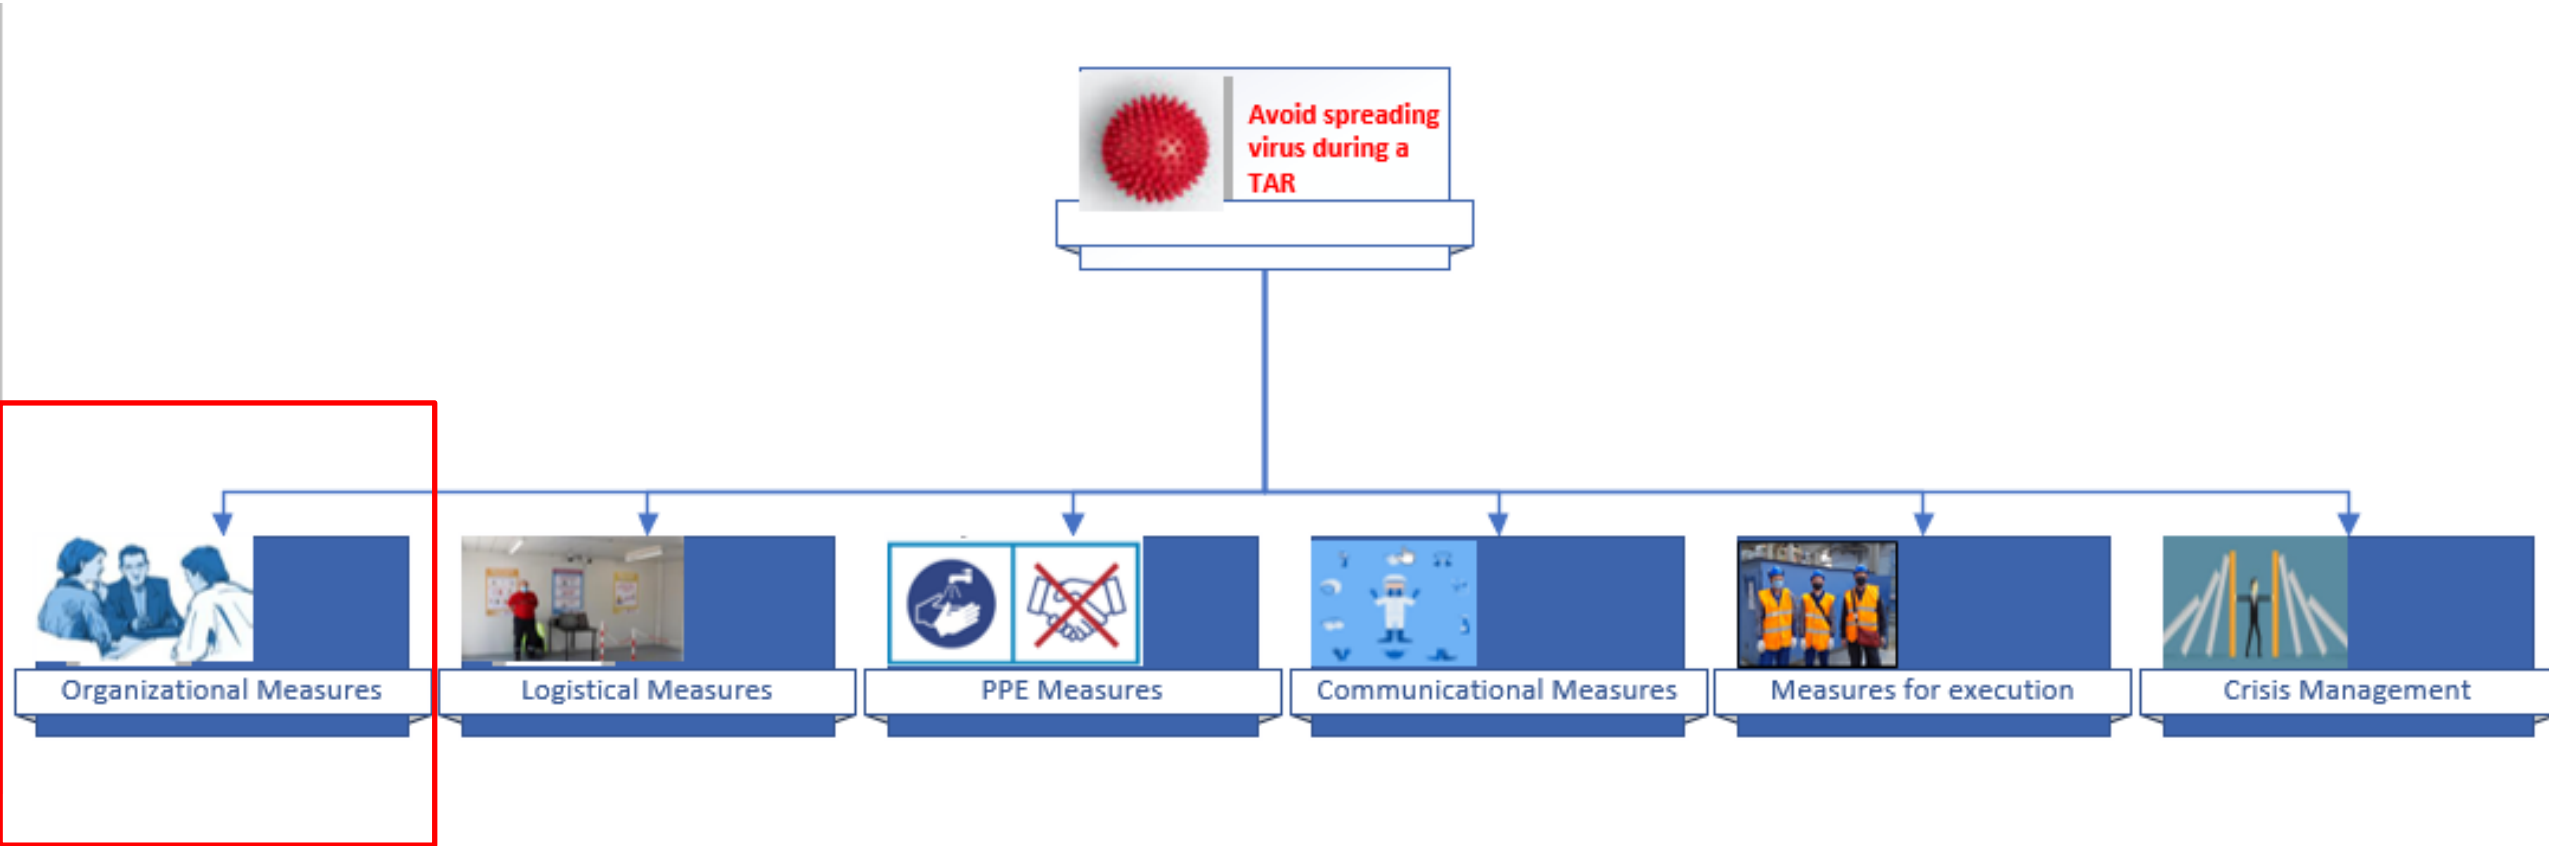 Avoid spreading
virus during a
TAR
Organizational Measures
Logistical Measures
PPE Measures
Communicational Measures
Measures for execution
Crisis Management